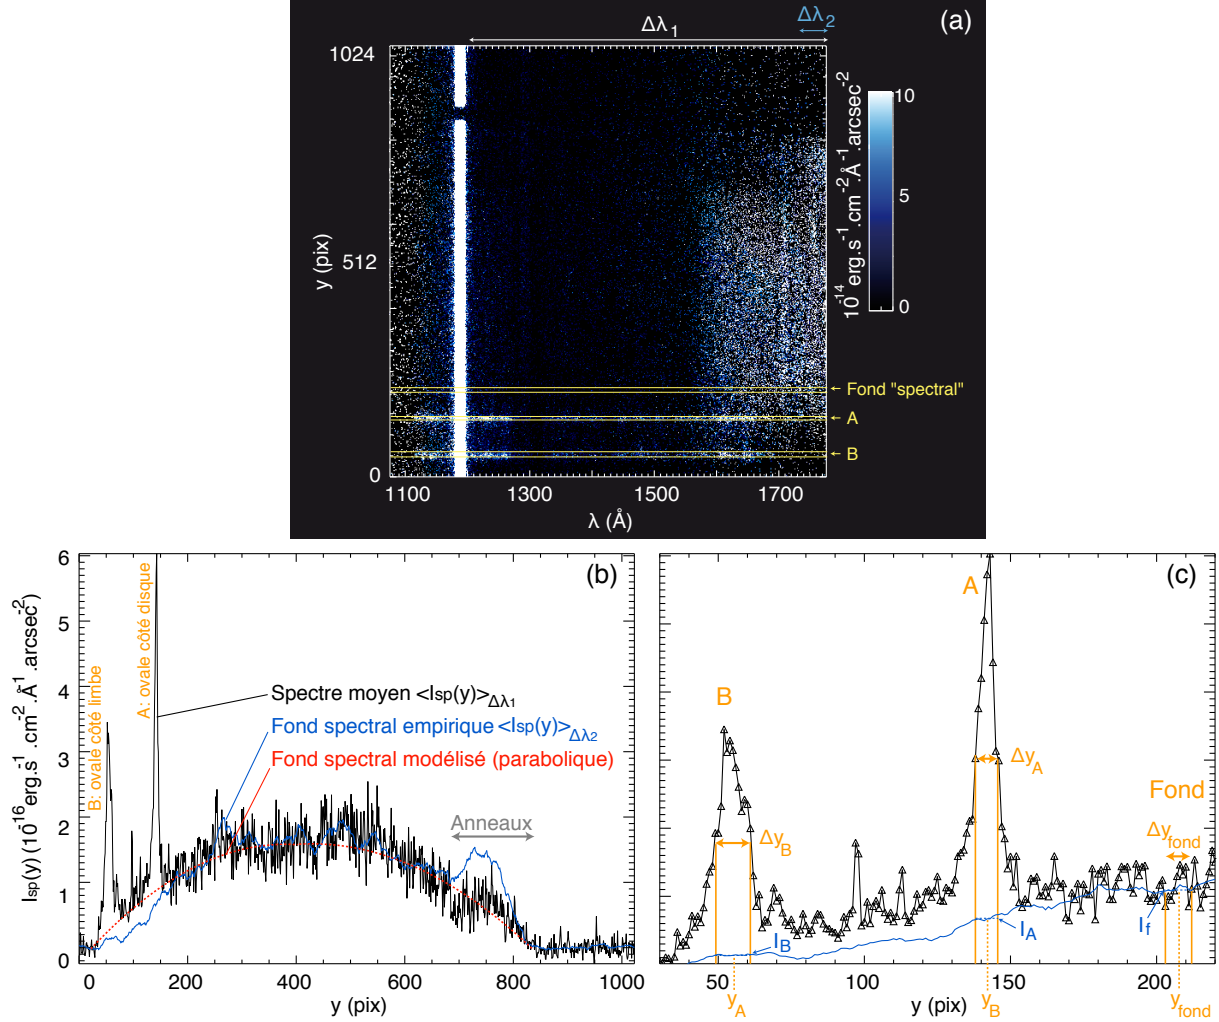 (a)
Δλ1
Δλ2
1024
512
0
y (pix)
1100
1300
1500
1700
λ (Å)
10
5
0
10-14 erg.s-1.cm-2.Å-1.arcsec-2
Fond "spectral"
A
B
(b)
6
5
4
3
2
1
0
Isp(y) (10-16 erg.s-1.cm-2.Å-1.arcsec-2)
B: ovale côté limbe
A: ovale côté disque
Spectre moyen <Isp(y)>Δλ1
Fond spectral empirique <Isp(y)>Δλ2
Fond spectral modélisé (parabolique)
Anneaux
0
200
400
600
800
1000
y (pix)
(c)
A
B
ΔyA
ΔyB
Fond
Δyfond
IB
IA
If
50
100
150
200
yA
y (pix)
yB
yfond